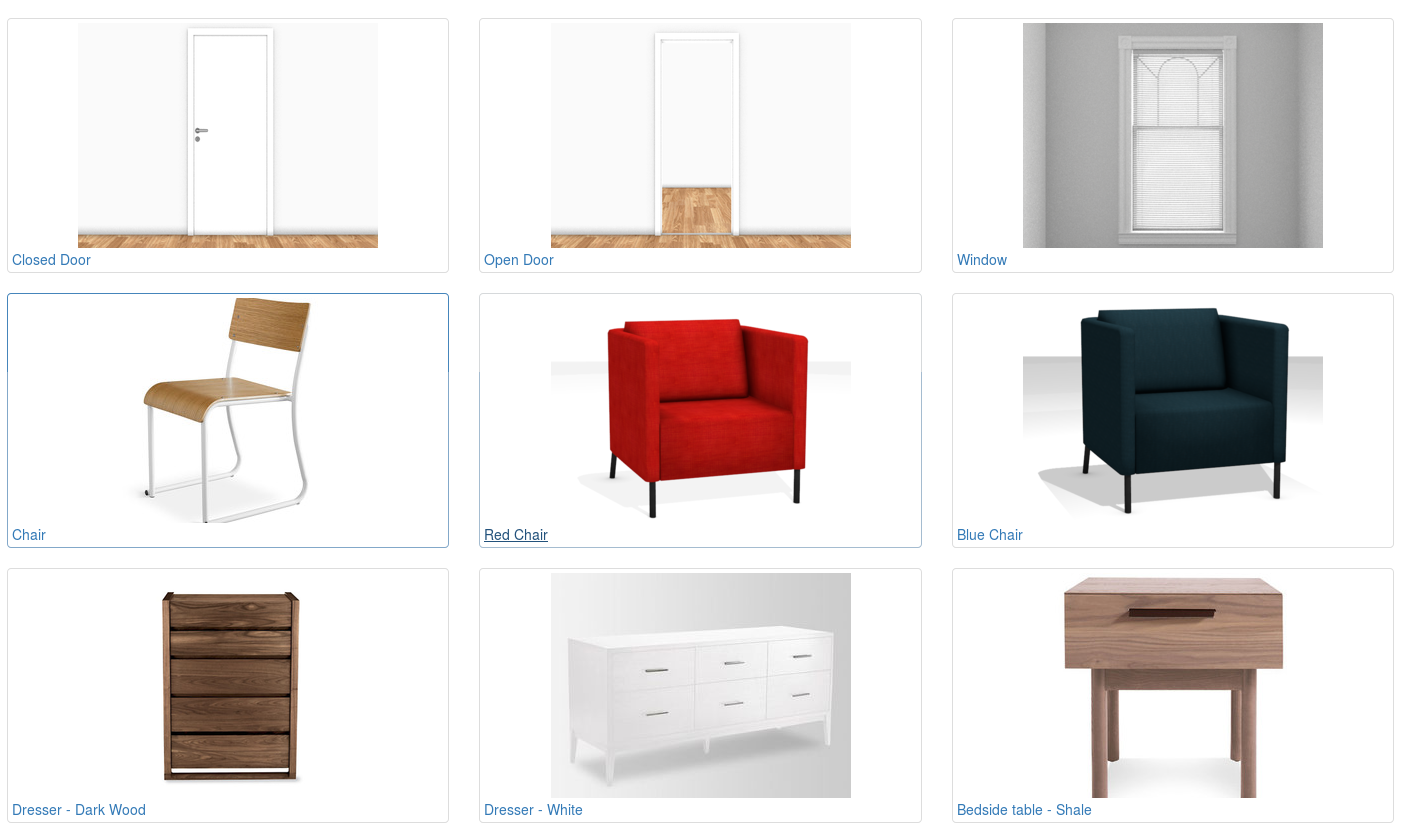 Closed Door
Open Door
Window
Chair
Red Chair
Blue Chair
Dresser - Dark Wood
Dresser - White
Bedside table - Shale